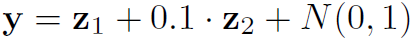 y = z₁ + 0.1 · z₂ + N(0, 1)